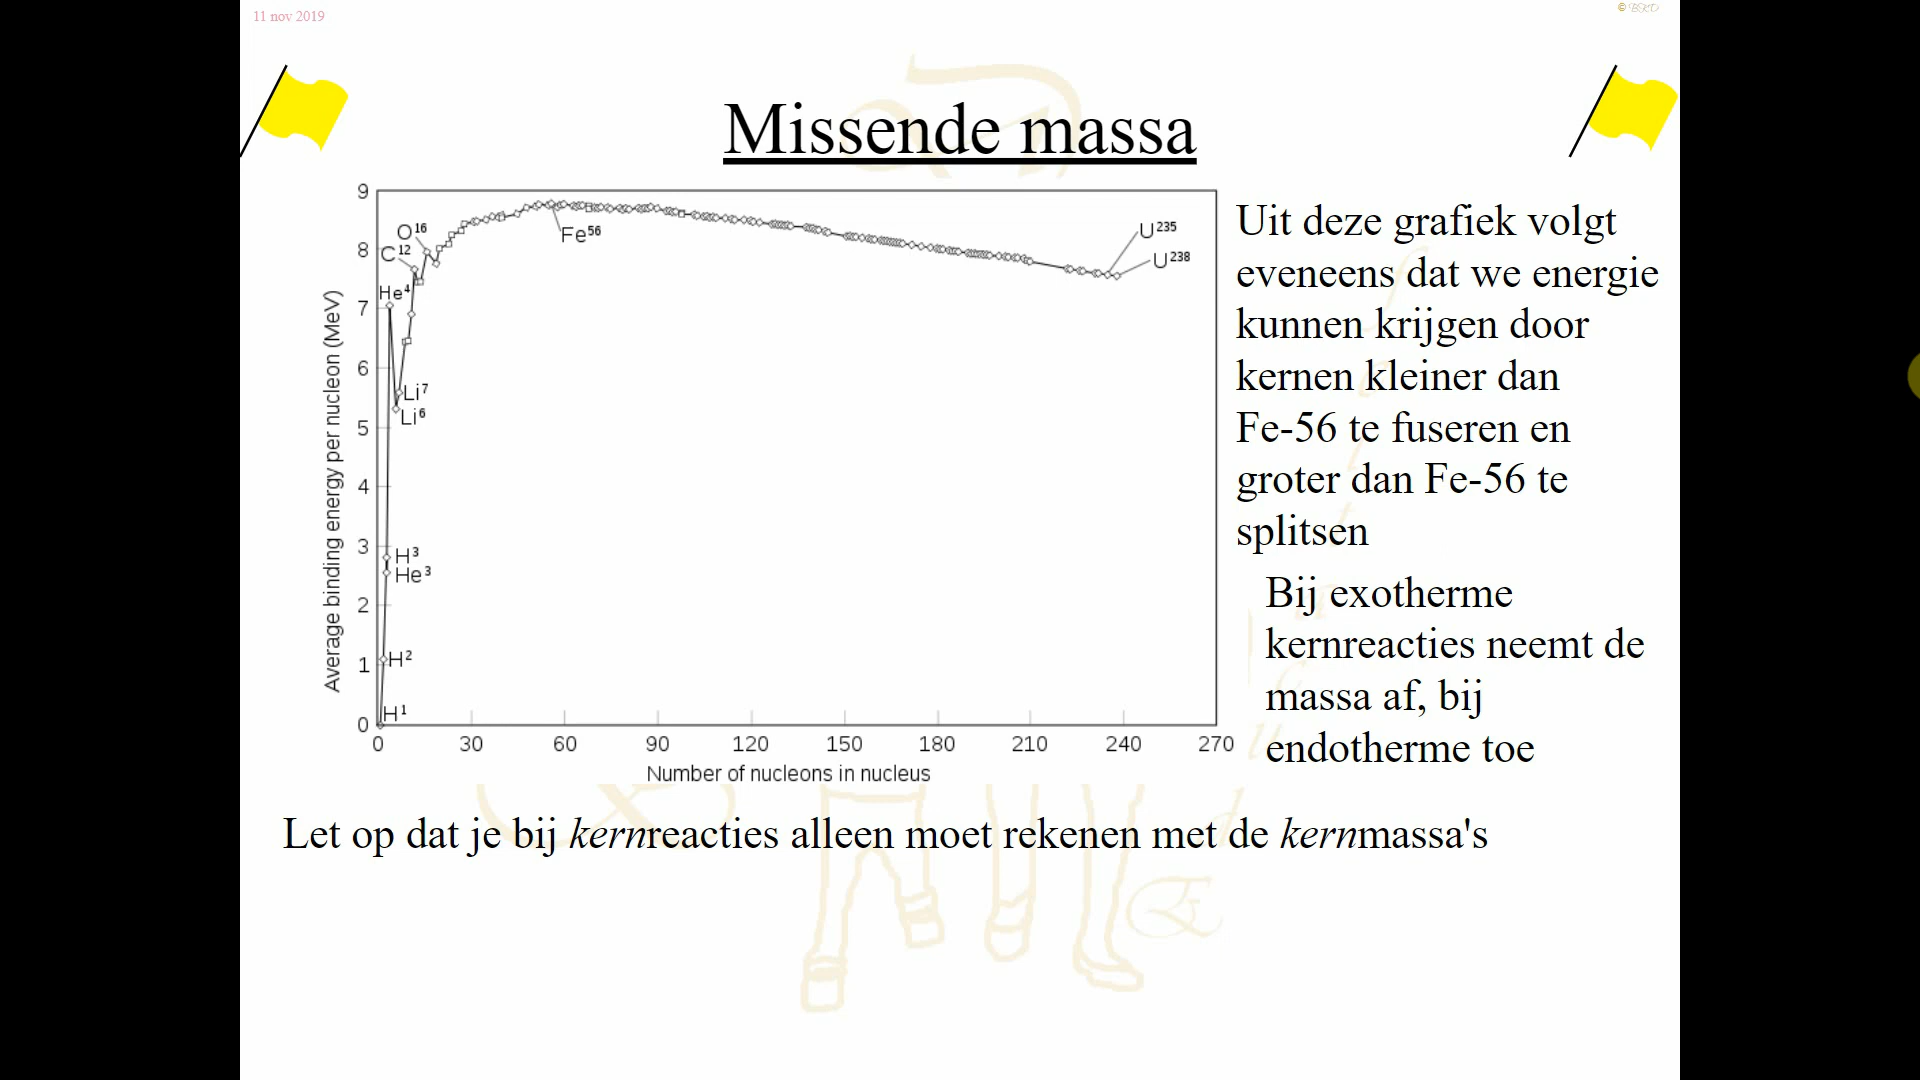 11 nov 2019
© BKD
Missende massa
9
8
7
6
5
4
3
2
1
0
Average binding energy per nucleon (MeV)
O¹⁶
C¹²
He⁴
Li⁷
Li⁶
H³
He³
H²
H¹
Fe⁵⁶
U²³⁵
U²³⁸
0 30 60 90 120 150 180 210 240 270
Number of nucleons in nucleus
Uit deze grafiek volgt
eveneens dat we energie
kunnen krijgen door
kernen kleiner dan
Fe-56 te fuseren en
groter dan Fe-56 te
splitsen
Bij exotherme
kernreacties neemt de
massa af, bij
endotherme toe
Let op dat je bij kernreacties alleen moet rekenen met de kernmassa's